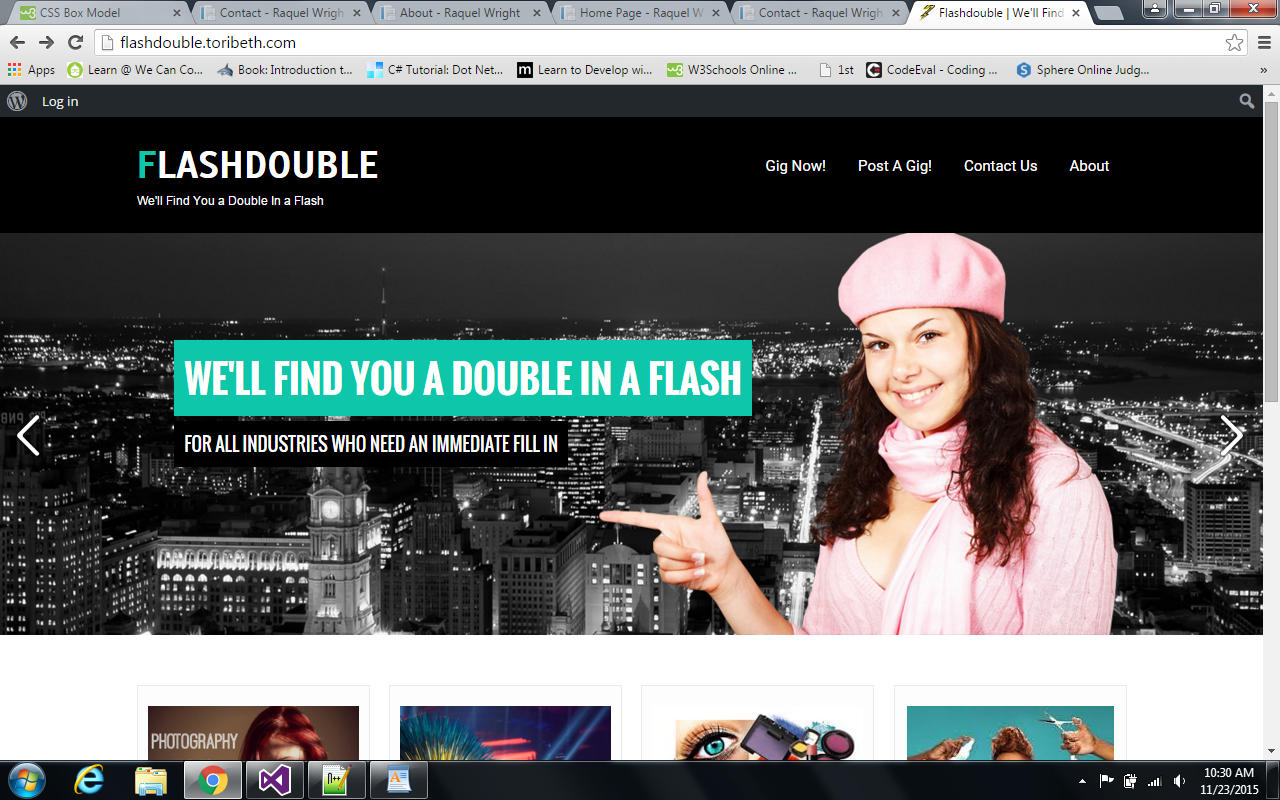 CSS Box Model
Contact - Raquel Wrigh
About - Raquel Wright
Home Page - Raquel W
Contact - Raquel Wrigh
Flashdouble | We'll Find
flashdouble.toribeth.com
Apps
Learn @ We Can Co...
Book: Introduction t...
C# Tutorial: Dot Net...
Learn to Develop wi...
W3Schools Online ...
1st
CodeEval - Coding ...
Sphere Online Judg...
»
Log in
FLASHDOUBLE
We'll Find You a Double In a Flash
Gig Now!
Post A Gig!
Contact Us
About
WE'LL FIND YOU A DOUBLE IN A FLASH
FOR ALL INDUSTRIES WHO NEED AN IMMEDIATE FILL IN
PHOTOGRAPHY
10:30 AM
11/23/2015